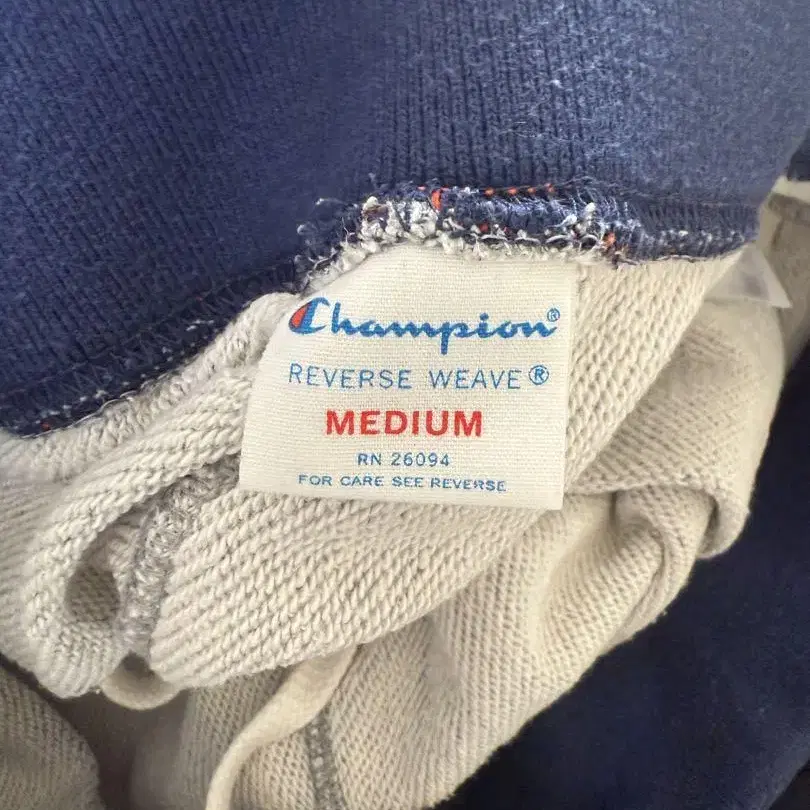 Champion®
REVERSE WEAVE®
MEDIUM
RN 26094
FOR CARE SEE REVERSE